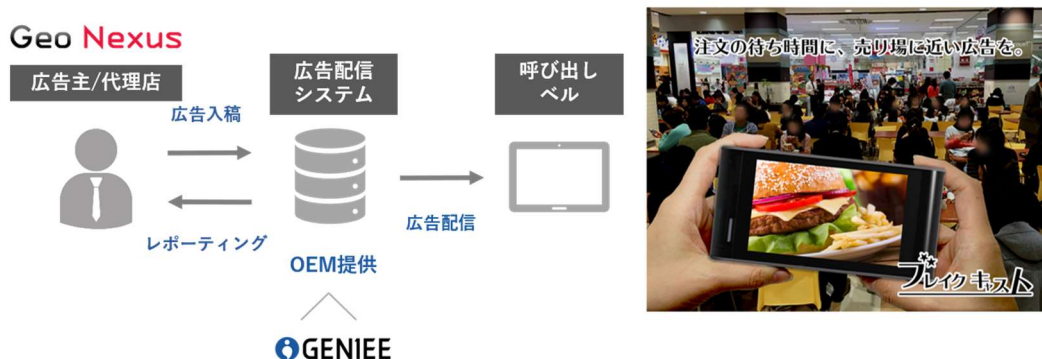 Geo Nexus
広告主/代理店
広告入稿
レポーティング
広告配信
システム
OEM提供
GENIEE
広告配信
呼び出し
ベル
注文の待ち時間に、売り場に近い広告を。
ブレイクキャスト